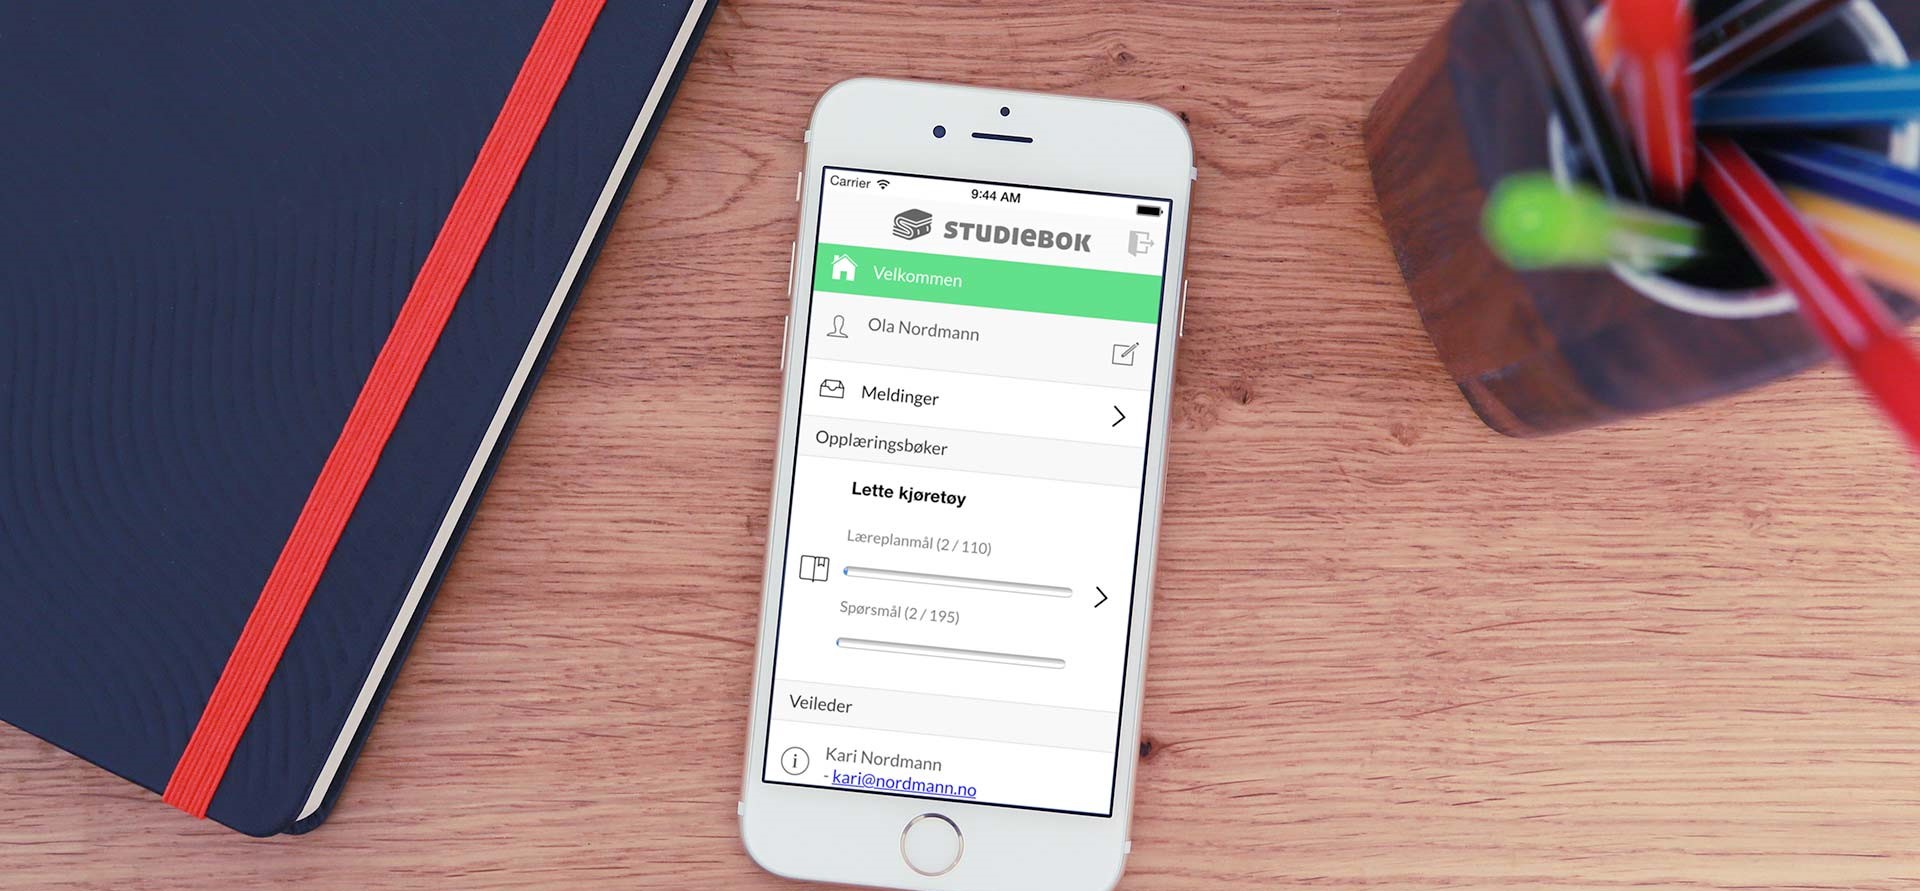 Carrier
9:44 AM
STUDIEBOK
Velkommen
Ola Nordmann
Meldinger
Opplæringsbøker
Lette kjøretøy
Læreplanmål (2 / 110)
Spørsmål (2 / 195)
Veileder
Kari Nordmann
- kari@nordmann.no